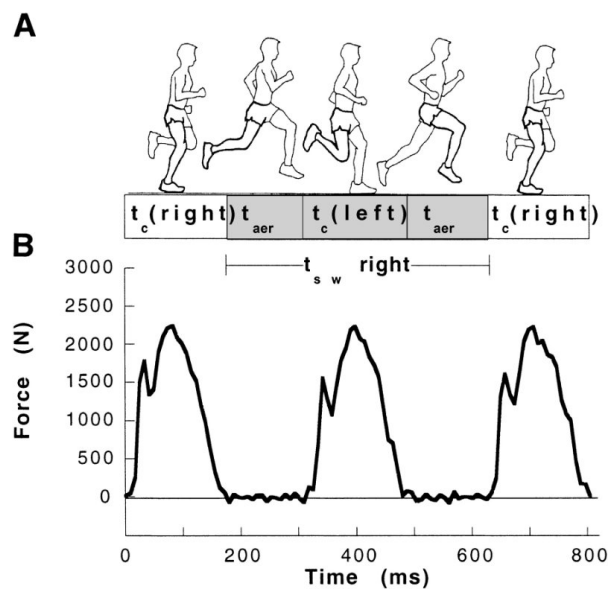 A
t c (right) t aer t c (left) t aer t c (right)
B
t s w right
3000
2500
2000
1500
1000
500
0
Force (N)
0 200 400 600 800
Time (ms)